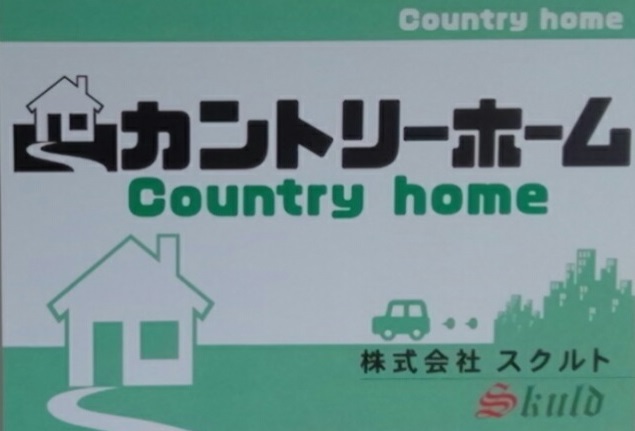 Country home
カントリーホーム
Country home
株式会社 スクルト
Skuld